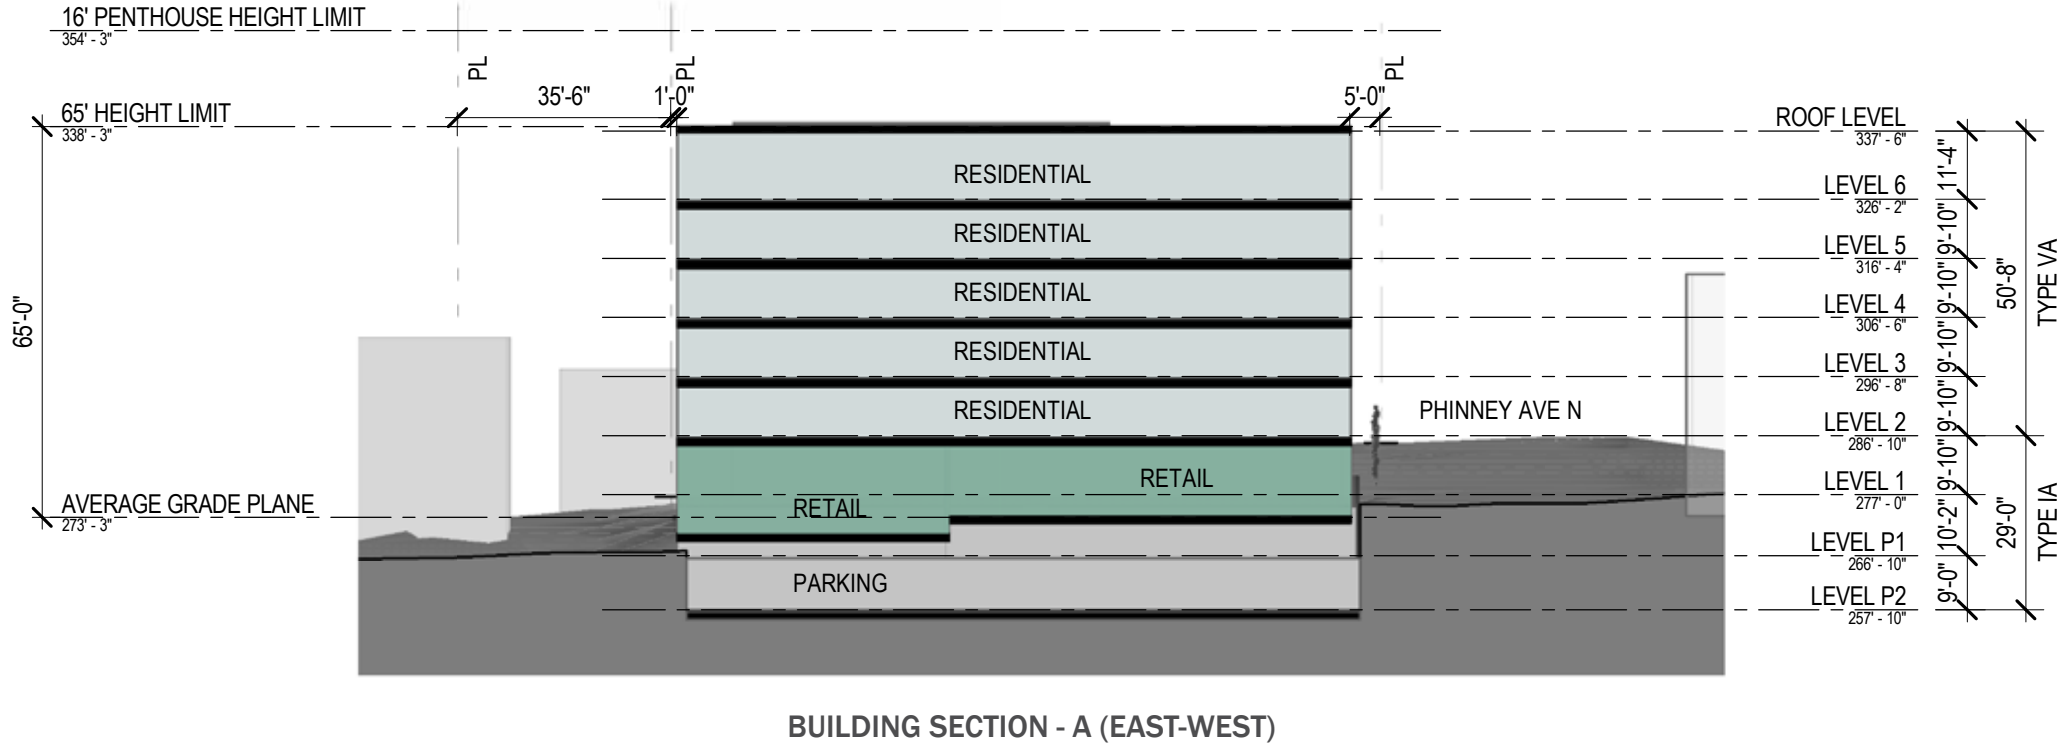 16' PENTHOUSE HEIGHT LIMIT
354' - 3"
PL
PL
PL
35'-6"
1'-0"
5'-0"
65' HEIGHT LIMIT
338' - 3"
ROOF LEVEL
337' - 6"
11'-4"
RESIDENTIAL
LEVEL 6
326' - 2"
9'-10"
RESIDENTIAL
LEVEL 5
316' - 4"
9'-10"
RESIDENTIAL
LEVEL 4
306' - 6"
9'-10"
RESIDENTIAL
LEVEL 3
296' - 8"
9'-10"
RESIDENTIAL
PHINNEY AVE N
LEVEL 2
286' - 10"
9'-10"
RETAIL
LEVEL 1
277' - 0"
10'-2"
RETAIL
AVERAGE GRADE PLANE
273' - 3"
LEVEL P1
266' - 10"
9'-0"
PARKING
LEVEL P2
257' - 10"
65'-0"
50'-8"
TYPE VA
29'-0"
TYPE IA
BUILDING SECTION - A (EAST-WEST)